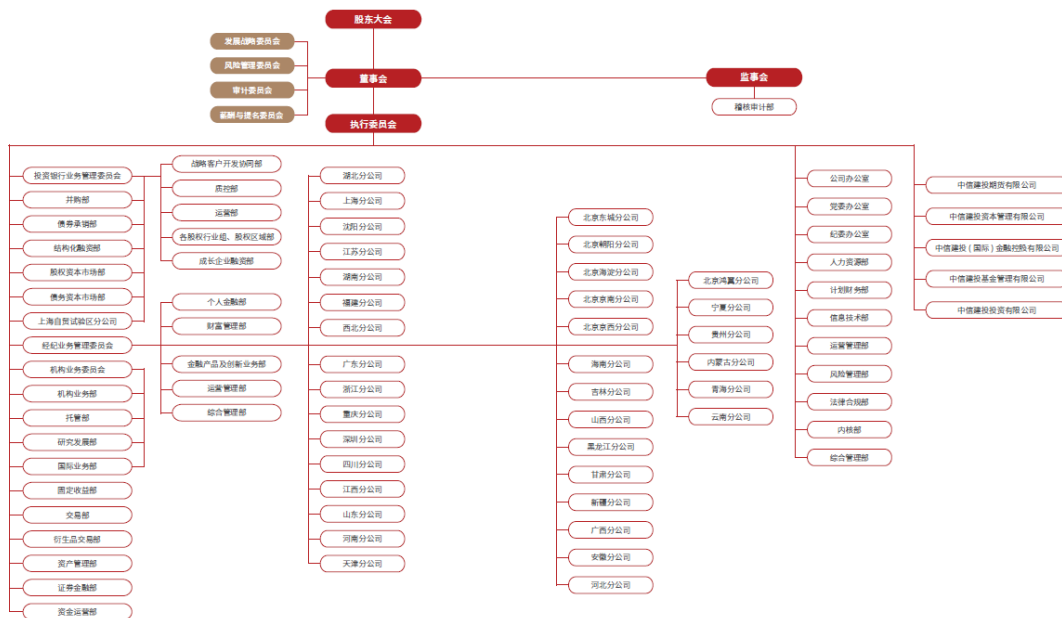 股东大会
发展战略委员会
风险管理委员会
审计委员会
薪酬与提名委员会
董事会
监事会
稽核审计部
执行委员会
投资银行业务管理委员会
并购部
债券承销部
结构化融资部
股权资本市场部
债务资本市场部
上海自贸试验区分公司
经纪业务管理委员会
机构业务委员会
机构业务部
托管部
研究发展部
国际业务部
固定收益部
交易部
衍生品交易部
资产管理部
证券金融部
资金运营部
战略客户开发协同部
质控部
运营部
各股权行业组、股权区域部
成长企业融资部
个人金融部
财富管理部
金融产品及创新业务部
运营管理部
综合管理部
湖北分公司
上海分公司
沈阳分公司
江苏分公司
湖南分公司
福建分公司
西北分公司
广东分公司
浙江分公司
重庆分公司
深圳分公司
四川分公司
江西分公司
山东分公司
河南分公司
天津分公司
北京东城分公司
北京朝阳分公司
北京海淀分公司
北京京南分公司
北京京西分公司
海南分公司
吉林分公司
山西分公司
黑龙江分公司
甘肃分公司
新疆分公司
广西分公司
安徽分公司
河北分公司
北京鸿翼分公司
宁夏分公司
贵州分公司
内蒙古分公司
青海分公司
云南分公司
公司办公室
党委办公室
纪委办公室
人力资源部
计划财务部
信息技术部
运营管理部
风险管理部
法律合规部
内核部
综合管理部
中信建投期货有限公司
中信建投资本管理有限公司
中信建投（国际）金融控股有限公司
中信建投基金管理有限公司
中信建投投资有限公司